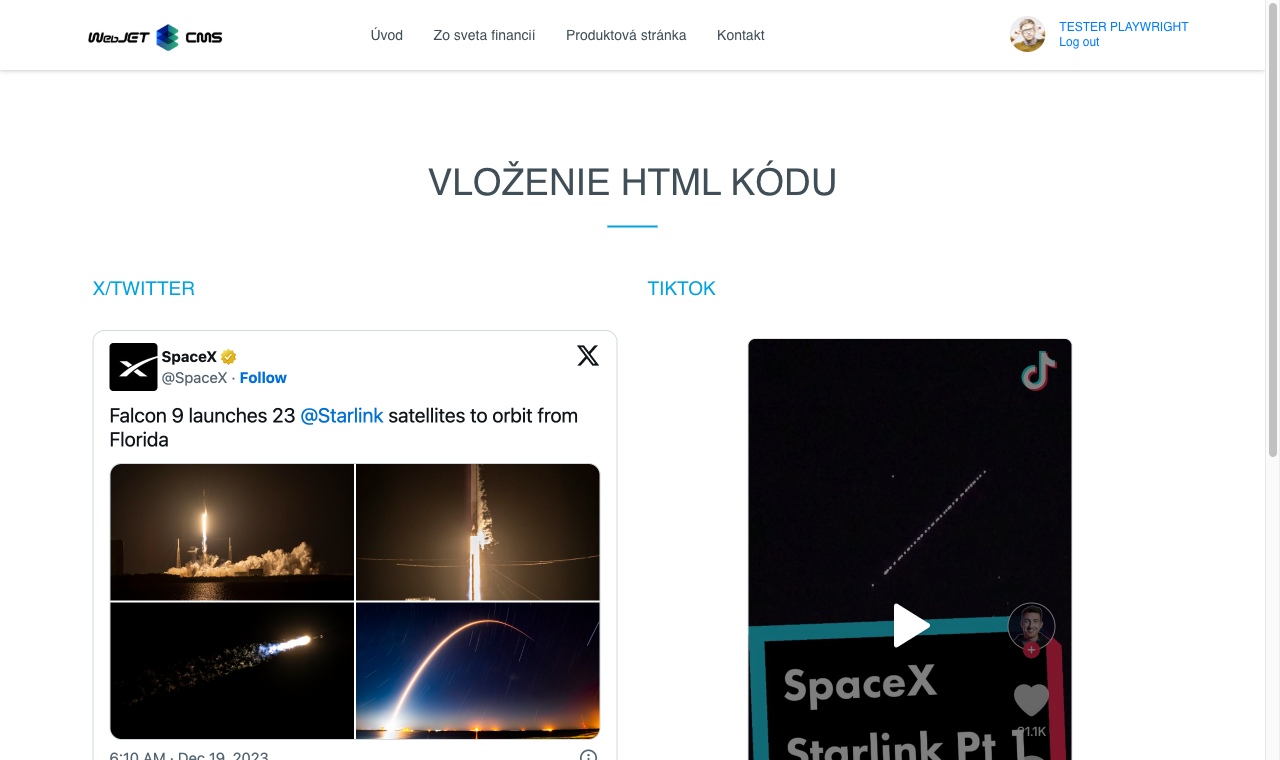 WebJET CMS
Úvod
Zo sveta financií
Produktová stránka
Kontakt
TESTER PLAYWRIGHT
Log out
VLOŽENIE HTML KÓDU
X/TWITTER
SpaceX
@SpaceX · Follow
Falcon 9 launches 23 @Starlink satellites to orbit from
Florida
6:10 AM · Dec 19, 2023
TIKTOK
SpaceX
Starlink Pt 1
91.1K